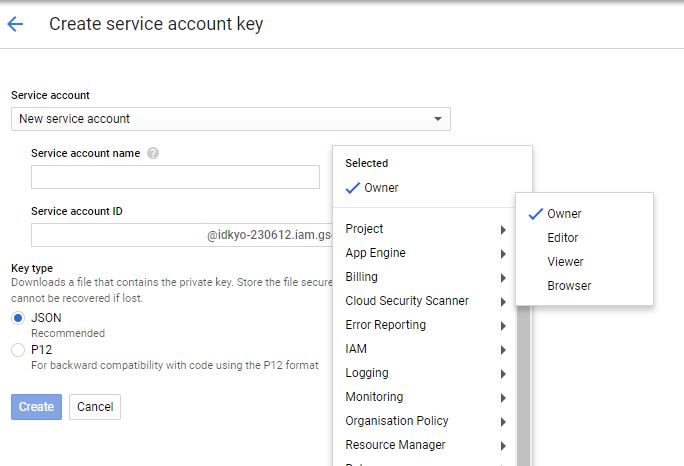 Create service account key
Service account
New service account
Service account name
Service account ID
@idkyo-230612.iam.gs
Key type
Downloads a file that contains the private key. Store the file secure
cannot be recovered if lost.
JSON
Recommended
P12
For backward compatibility with code using the P12 format
Create
Cancel
Selected
Owner
Project
App Engine
Billing
Cloud Security Scanner
Error Reporting
IAM
Logging
Monitoring
Organisation Policy
Resource Manager
Owner
Editor
Viewer
Browser